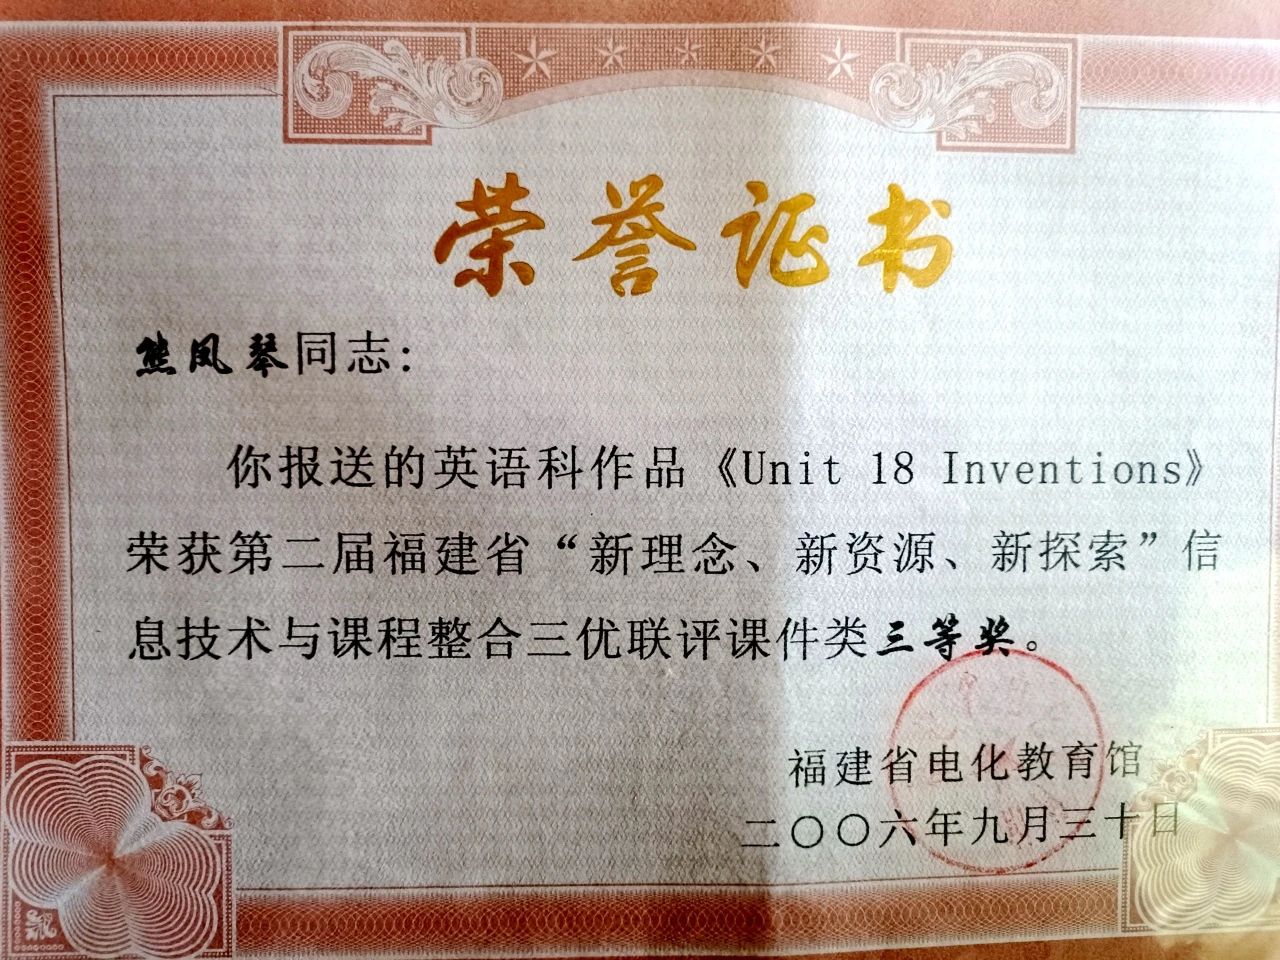 荣誉证书
熊凤琴同志：
你报送的英语科作品《Unit 18 Inventions》
荣获第二届福建省“新理念、新资源、新探索”信
息技术与课程整合三优联评课件类三等奖。
福建省电化教育馆
二〇〇六年九月三十日